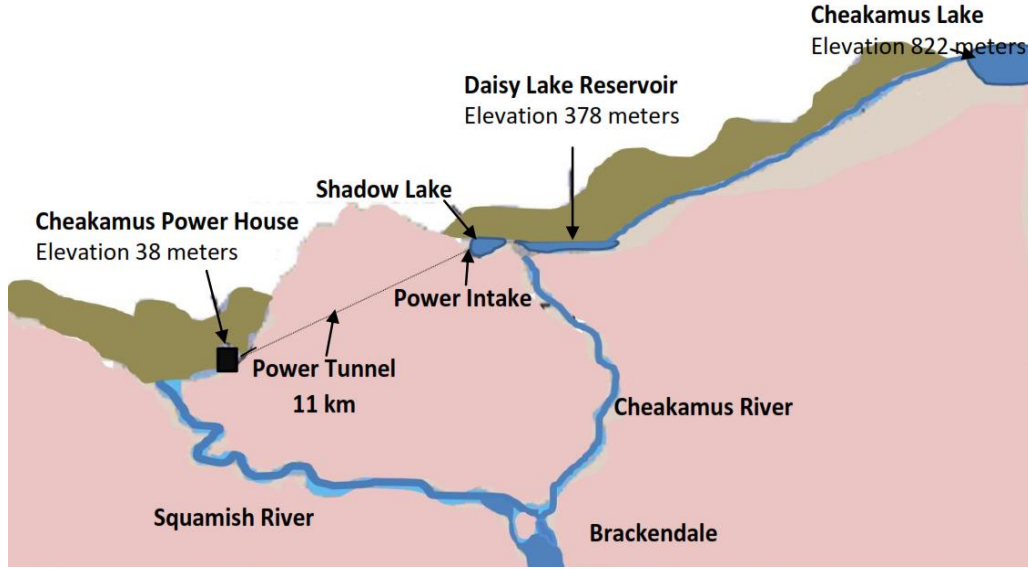 Cheakamus Lake
Elevation 822 meters
Daisy Lake Reservoir
Elevation 378 meters
Shadow Lake
Cheakamus Power House
Elevation 38 meters
Power Intake
Power Tunnel
11 km
Cheakamus River
Squamish River
Brackendale